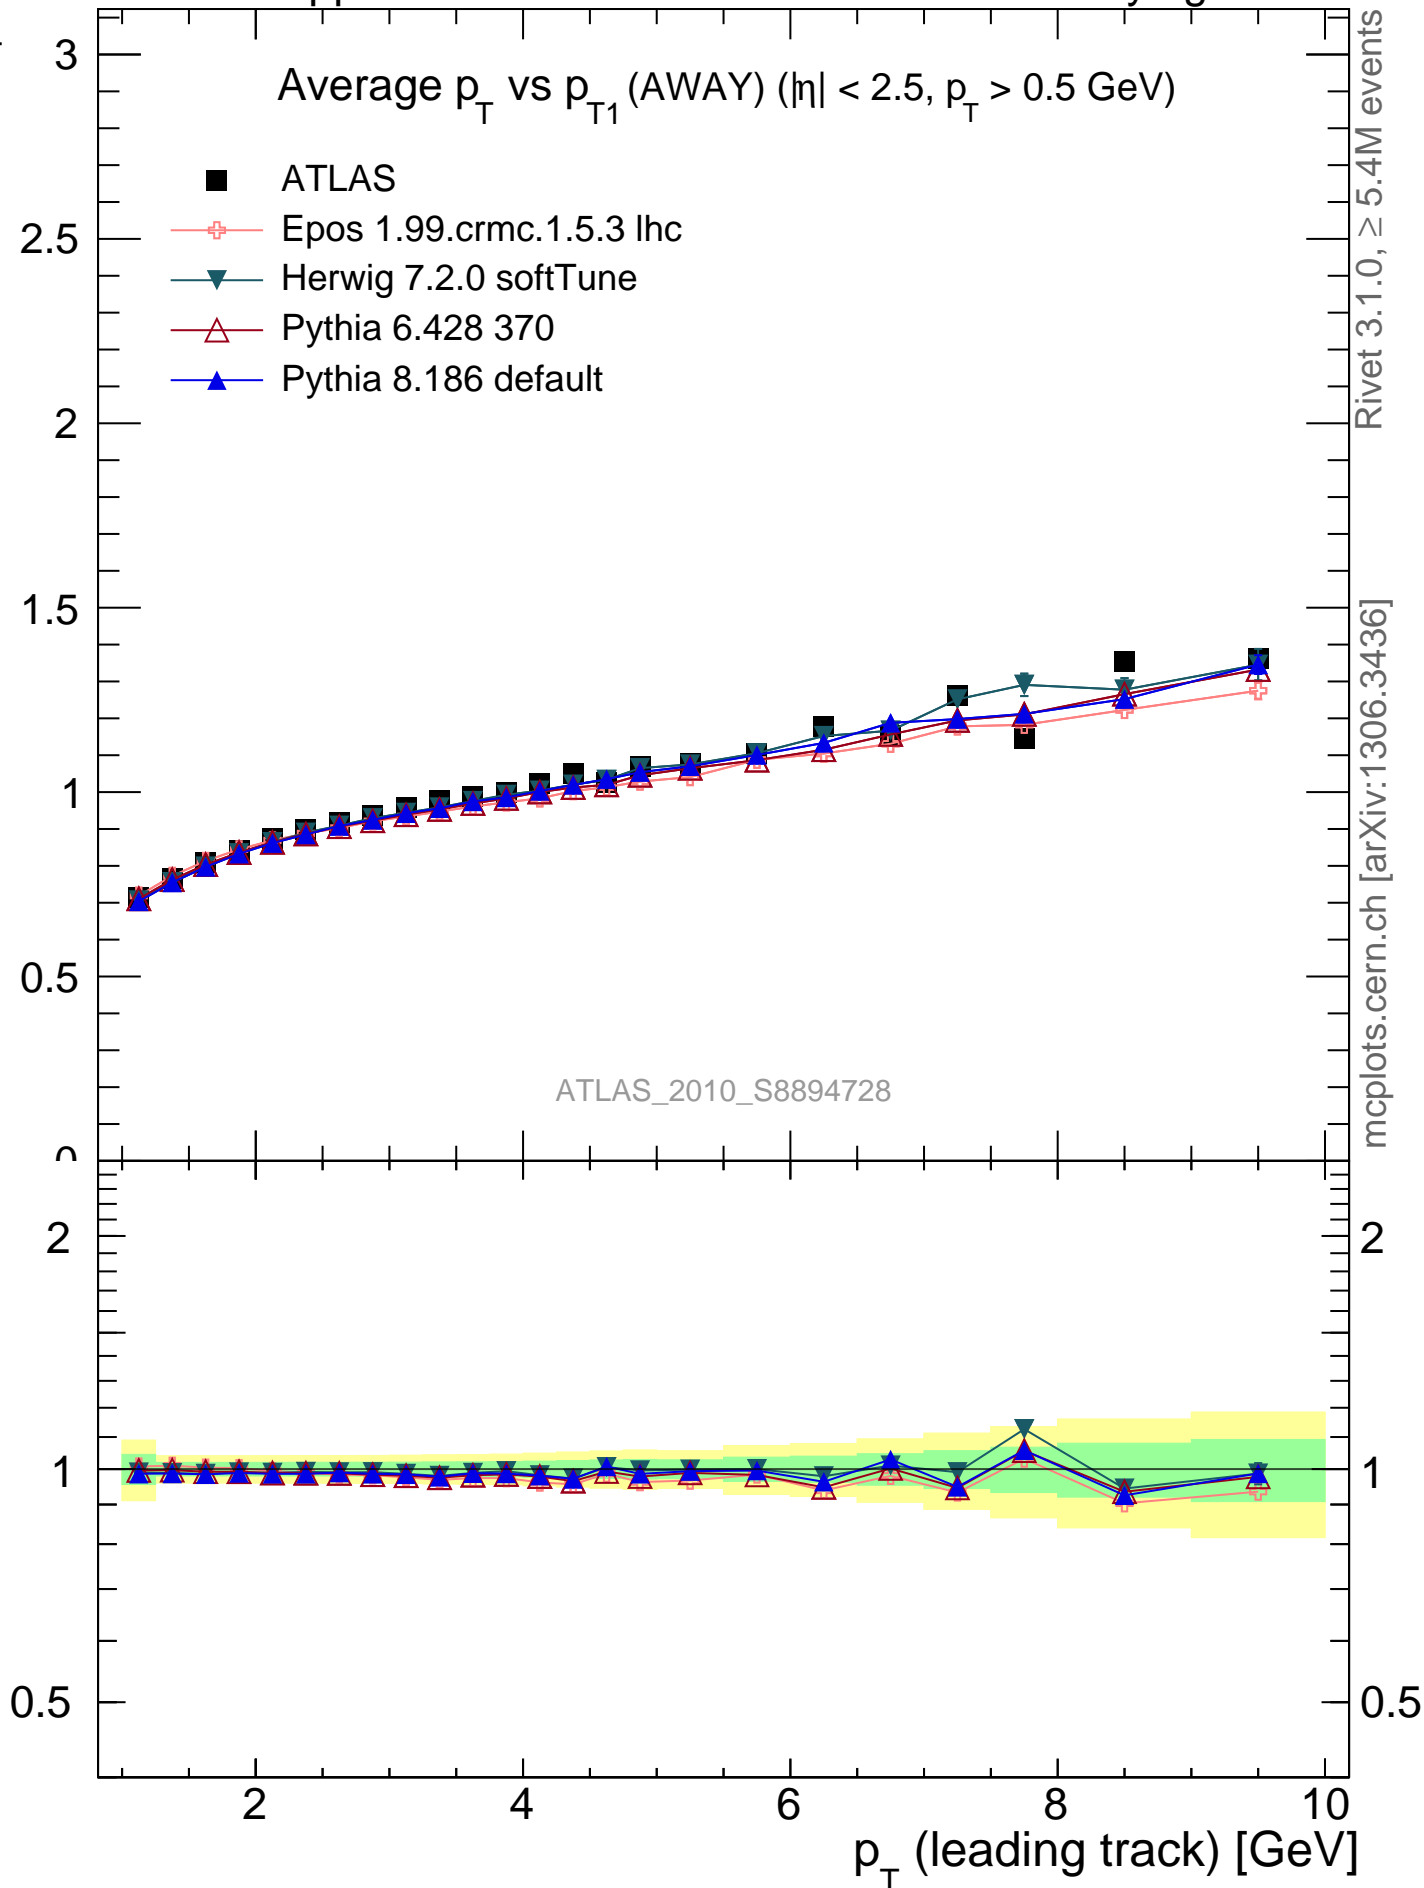 Average p_T vs p_T1 (AWAY) (|η| < 2.5, p_T > 0.5 GeV)
ATLAS
Epos 1.99.crmc.1.5.3 lhc
Herwig 7.2.0 softTune
Pythia 6.428 370
Pythia 8.186 default
3
2.5
2
1.5
1
0.5
0
ATLAS_2010_S8894728
Rivet 3.1.0, ≥ 5.4M events
mcplots.cern.ch [arXiv:1306.3436]
2
1
0.5
2
1
0.5
2 4 6 8 10
p_T (leading track) [GeV]